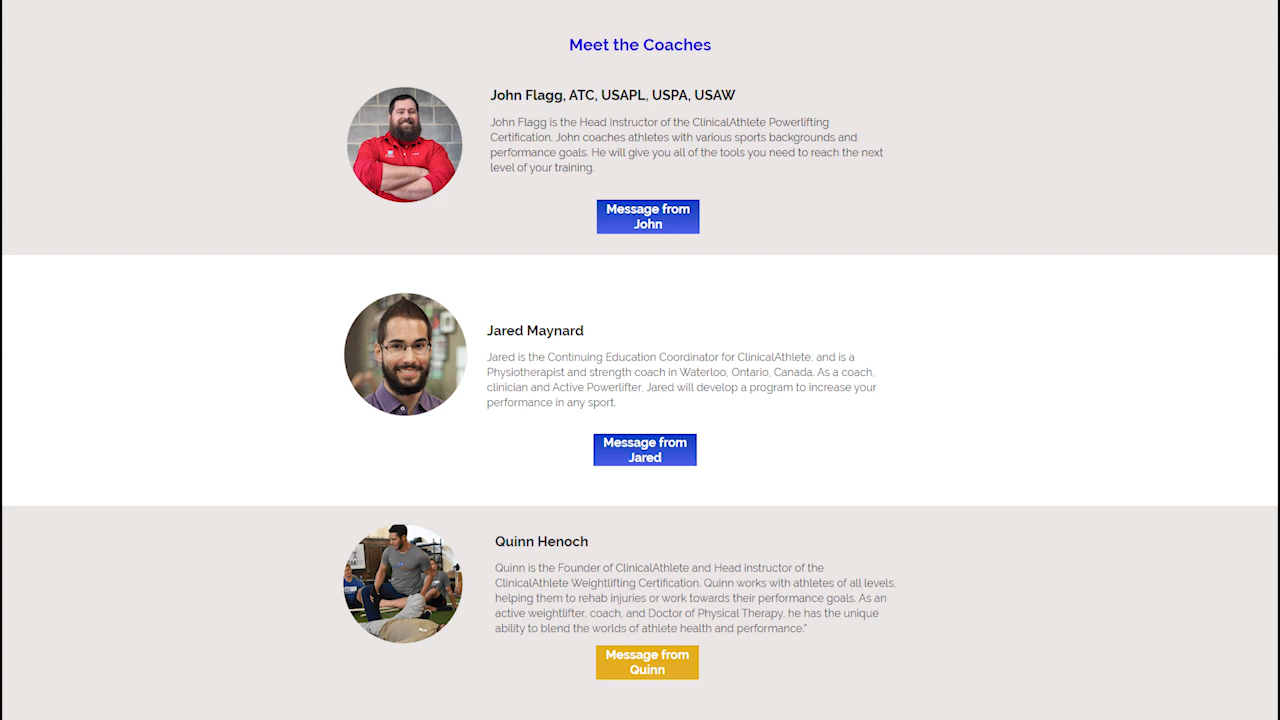 Meet the Coaches
John Flagg, ATC, USAPL, USPA, USAW
John Flagg is the Head Instructor of the ClinicalAthlete Powerlifting
Certification. John coaches athletes with various sports backgrounds and
performance goals. He will give you all of the tools you need to reach the next
level of your training.
Message from
John
Jared Maynard
Jared is the Continuing Education Coordinator for ClinicalAthlete, and is a
Physiotherapist and strength coach in Waterloo, Ontario, Canada. As a coach,
clinician and Active Powerlifter, Jared will develop a program to increase your
performance in any sport.
Message from
Jared
Quinn Henoch
Quinn is the Founder of ClinicalAthlete and Head instructor of the
ClinicalAthlete Weightlifting Certification. Quinn works with athletes of all levels,
helping them to rehab injuries or work towards their performance goals. As an
active weightlifter, coach, and Doctor of Physical Therapy, he has the unique
ability to blend the worlds of athlete health and performance."
Message from
Quinn